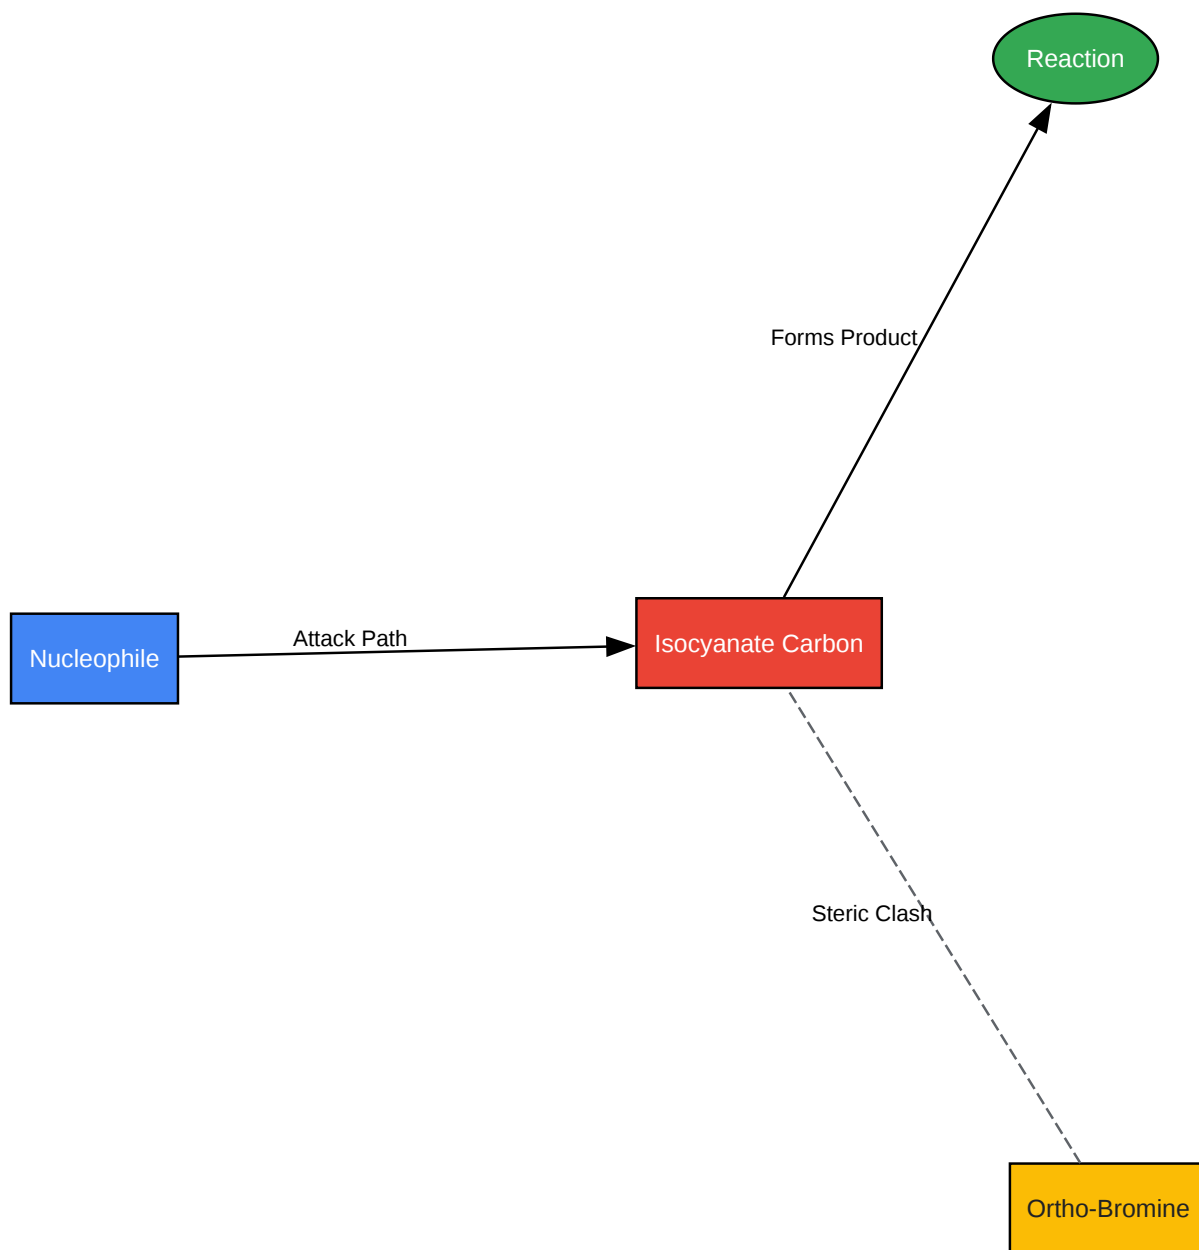 Reaction
Forms Product
Nucleophile
Attack Path
Isocyanate Carbon
Steric Clash
Ortho-Bromine